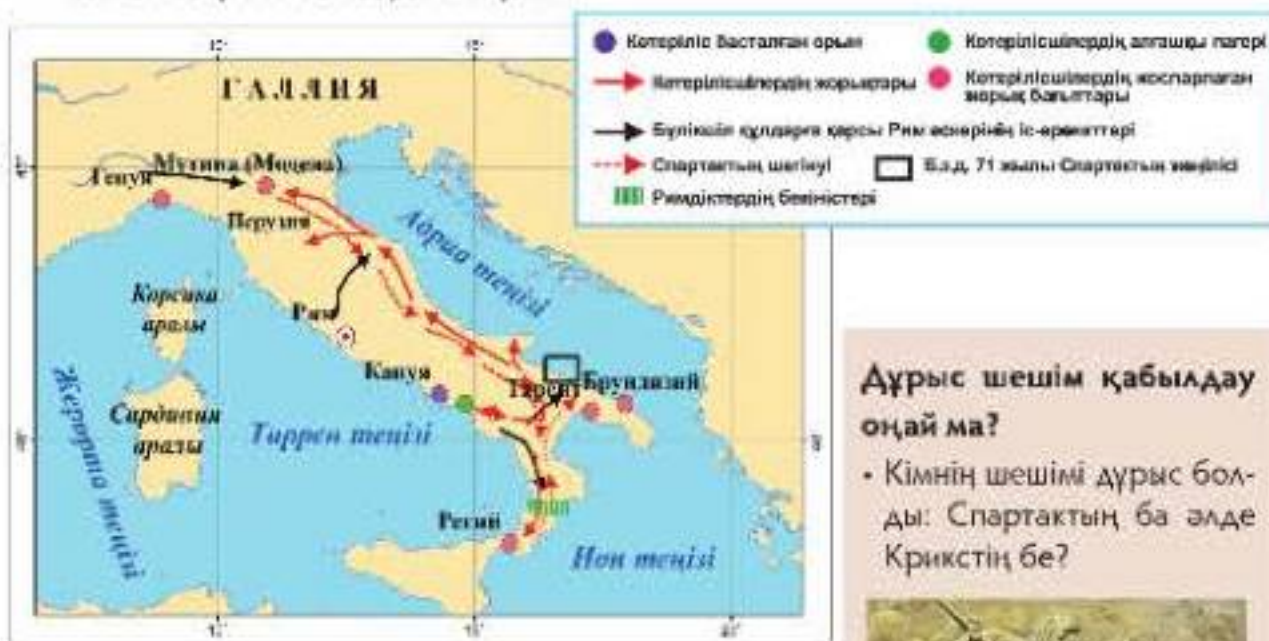 Көтеріліс басталған орын
Көтерілісшілердің алғашқы лагері
Көтерілісшілердің жорықтары
Көтерілісшілердің жоспарлаған
жорық бағыттары
Бүлікшіл құлдарға қарсы Рим әскерінің іс-әрекеттері
Спартактың шегінуі
Б.з.д. 71 жылы Спартактың жеңілісі
Римдіктердің бекіністері
ГАЛЛИЯ
Мутина (Модена)
Генуя
Перузия
Адриа теңізі
Корсика
аралы
Рим
Капуя
Тарент
Брундизий
Сардиния
аралы
Тиррен теңізі
Жерорта теңізі
Регий
Ион теңізі
Дұрыс шешім қабылдау
оңай ма?
• Кімнің шешімі дұрыс бол-
ды: Спартактың ба әлде
Крикстің бе?